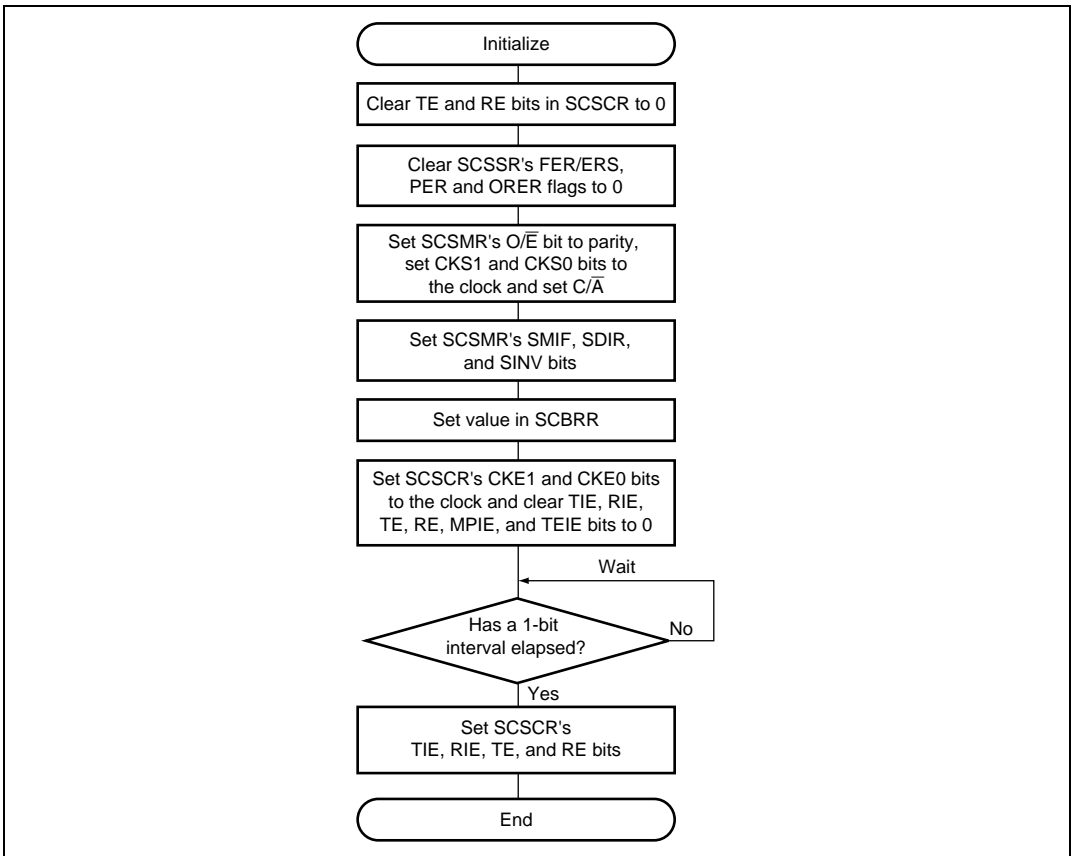 Initialize
Clear TE and RE bits in SCSCR to 0
Clear SCSSR's FER/ERS,
PER and ORER flags to 0
Set SCSMR's O/E̅ bit to parity,
set CKS1 and CKS0 bits to
the clock and set C/A̅
Set SCSMR's SMIF, SDIR,
and SINV bits
Set value in SCBRR
Set SCSCR's CKE1 and CKE0 bits
to the clock and clear TIE, RIE,
TE, RE, MPIE, and TEIE bits to 0
Wait
Has a 1-bit
interval elapsed?
No
Yes
Set SCSCR's
TIE, RIE, TE, and RE bits
End